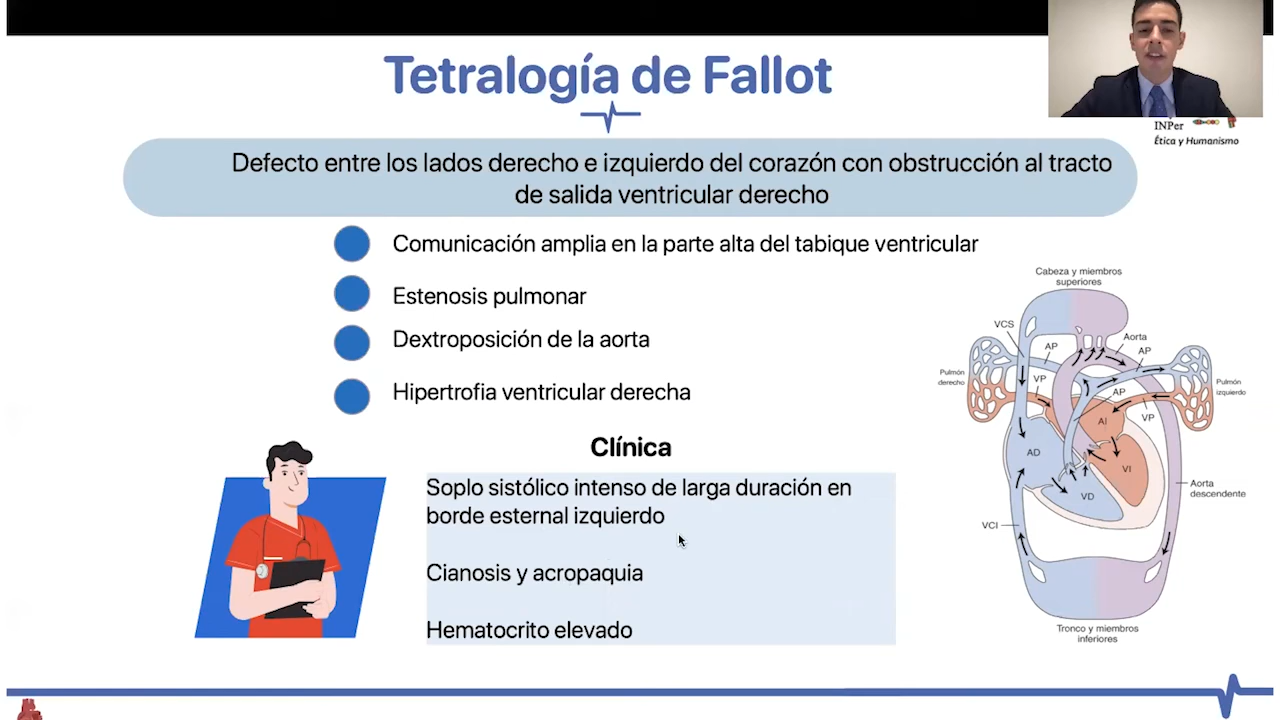 Tetralogía de Fallot
INPer
Ética y Humanismo
Defecto entre los lados derecho e izquierdo del corazón con obstrucción al tracto
de salida ventricular derecho
Comunicación amplia en la parte alta del tabique ventricular
Estenosis pulmonar
Dextroposición de la aorta
Hipertrofia ventricular derecha
Clínica
Soplo sistólico intenso de larga duración en
borde esternal izquierdo
Cianosis y acropaquia
Hematocrito elevado
Cabeza y miembros
superiores
VCS
AP
Aorta
AP
Pulmón
derecho
VP
AP
Pulmón
izquierdo
VP
AI
AD
VI
VD
Aorta
descendente
VCI
Tronco y miembros
inferiores